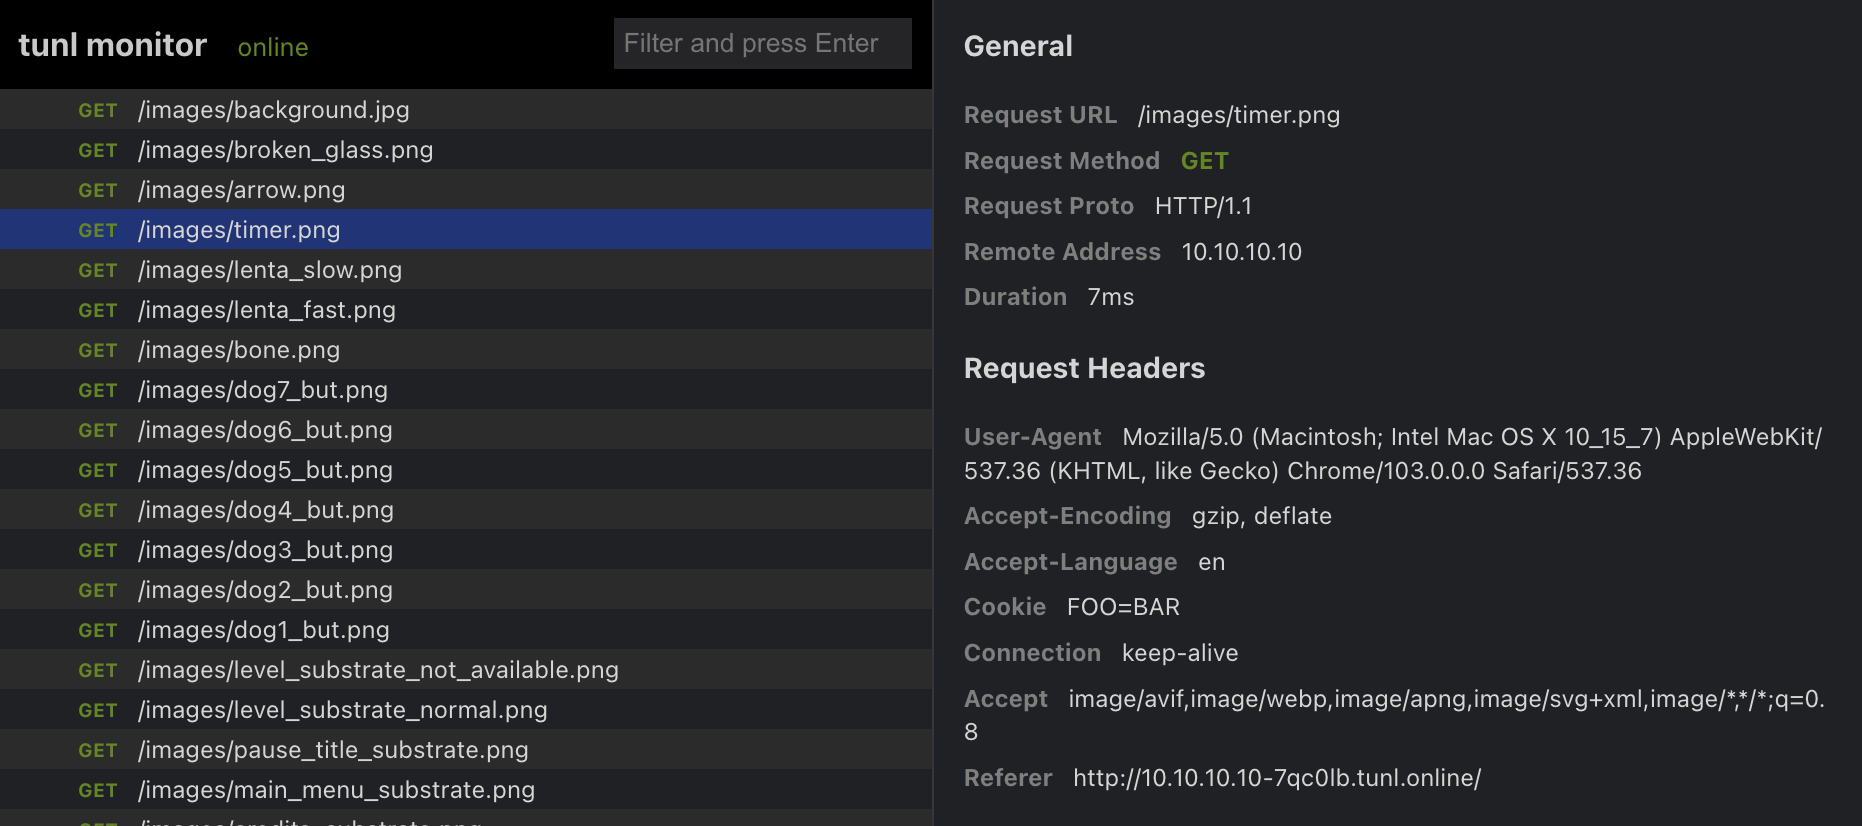 tunl monitor online Filter and press Enter
GET /images/background.jpg
GET /images/broken_glass.png
GET /images/arrow.png
GET /images/timer.png
GET /images/lenta_slow.png
GET /images/lenta_fast.png
GET /images/bone.png
GET /images/dog7_but.png
GET /images/dog6_but.png
GET /images/dog5_but.png
GET /images/dog4_but.png
GET /images/dog3_but.png
GET /images/dog2_but.png
GET /images/dog1_but.png
GET /images/level_substrate_not_available.png
GET /images/level_substrate_normal.png
GET /images/pause_title_substrate.png
GET /images/main_menu_substrate.png
General
Request URL /images/timer.png
Request Method GET
Request Proto HTTP/1.1
Remote Address 10.10.10.10
Duration 7ms
Request Headers
User-Agent Mozilla/5.0 (Macintosh; Intel Mac OS X 10_15_7) AppleWebKit/
537.36 (KHTML, like Gecko) Chrome/103.0.0.0 Safari/537.36
Accept-Encoding gzip, deflate
Accept-Language en
Cookie FOO=BAR
Connection keep-alive
Accept image/avif,image/webp,image/apng,image/svg+xml,image/*,*/*;q=0.
8
Referer http://10.10.10.10-7qc0lb.tunl.online/